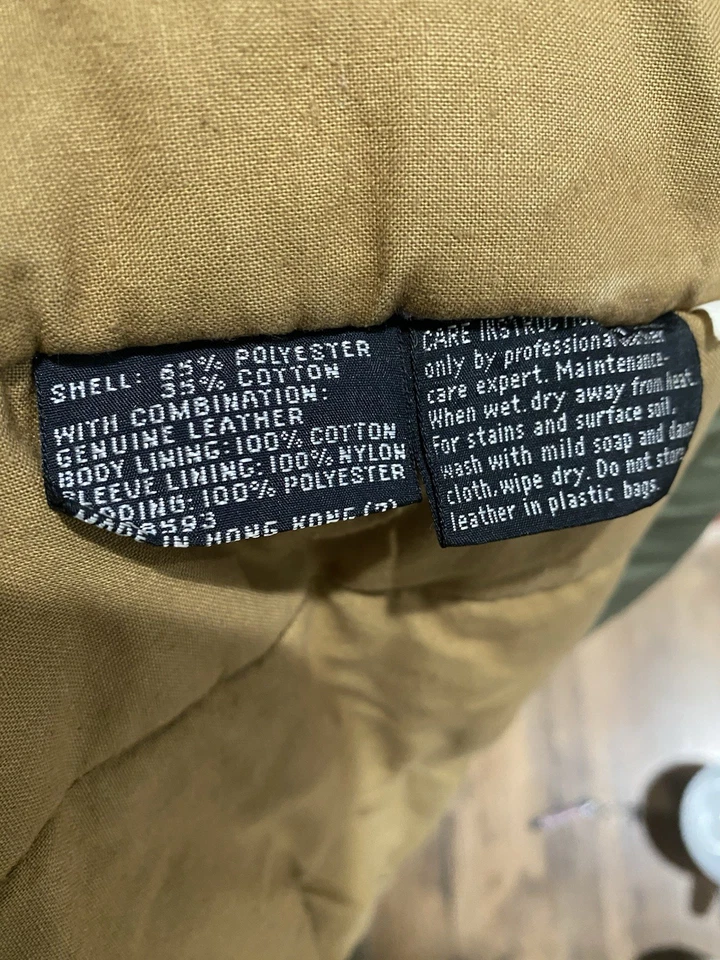 SHELL: 65% POLYESTER
35% COTTON
WITH COMBINATION:
GENUINE LEATHER
BODY LINING: 100% COTTON
SLEEVE LINING: 100% NYLON
PADDING: 100% POLYESTER
IN HONG KONG (2)
CARE INSTRUCTION
only by professional leather
care expert. Maintenance-
When wet, dry away from heat.
For stains and surface soil,
wash with mild soap and damp
cloth, wipe dry. Do not store
leather in plastic bags.